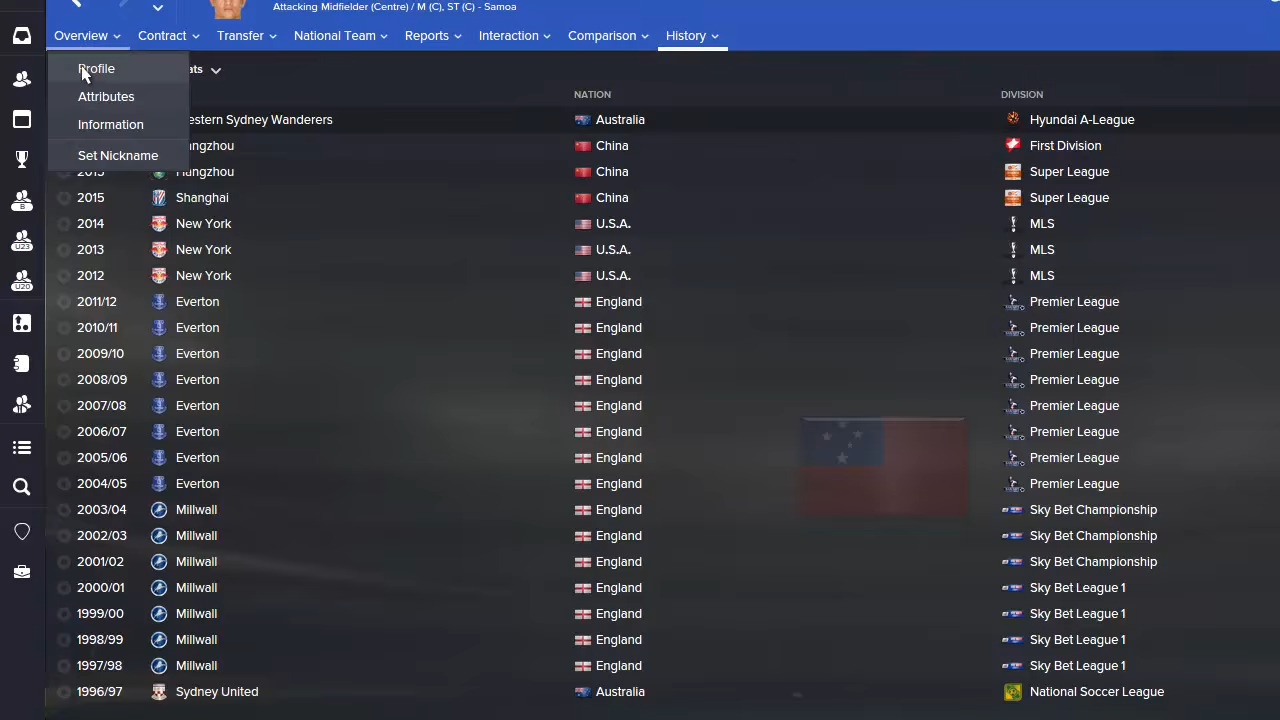 Attacking Midfielder (Centre) / M (C), ST (C) - Samoa
Overview Contract Transfer National Team Reports Interaction Comparison History
Profile
Attributes
Information
Set Nickname
NATION DIVISION
Western Sydney Wanderers Australia Hyundai A-League
China First Division
Hangzhou China Super League
2015 Shanghai China Super League
2014 New York U.S.A. MLS
2013 New York U.S.A. MLS
2012 New York U.S.A. MLS
2011/12 Everton England Premier League
2010/11 Everton England Premier League
2009/10 Everton England Premier League
2008/09 Everton England Premier League
2007/08 Everton England Premier League
2006/07 Everton England Premier League
2005/06 Everton England Premier League
2004/05 Everton England Premier League
2003/04 Millwall England Sky Bet Championship
2002/03 Millwall England Sky Bet Championship
2001/02 Millwall England Sky Bet Championship
2000/01 Millwall England Sky Bet League 1
1999/00 Millwall England Sky Bet League 1
1998/99 Millwall England Sky Bet League 1
1997/98 Millwall England Sky Bet League 1
1996/97 Sydney United Australia National Soccer League
B
U23
U20